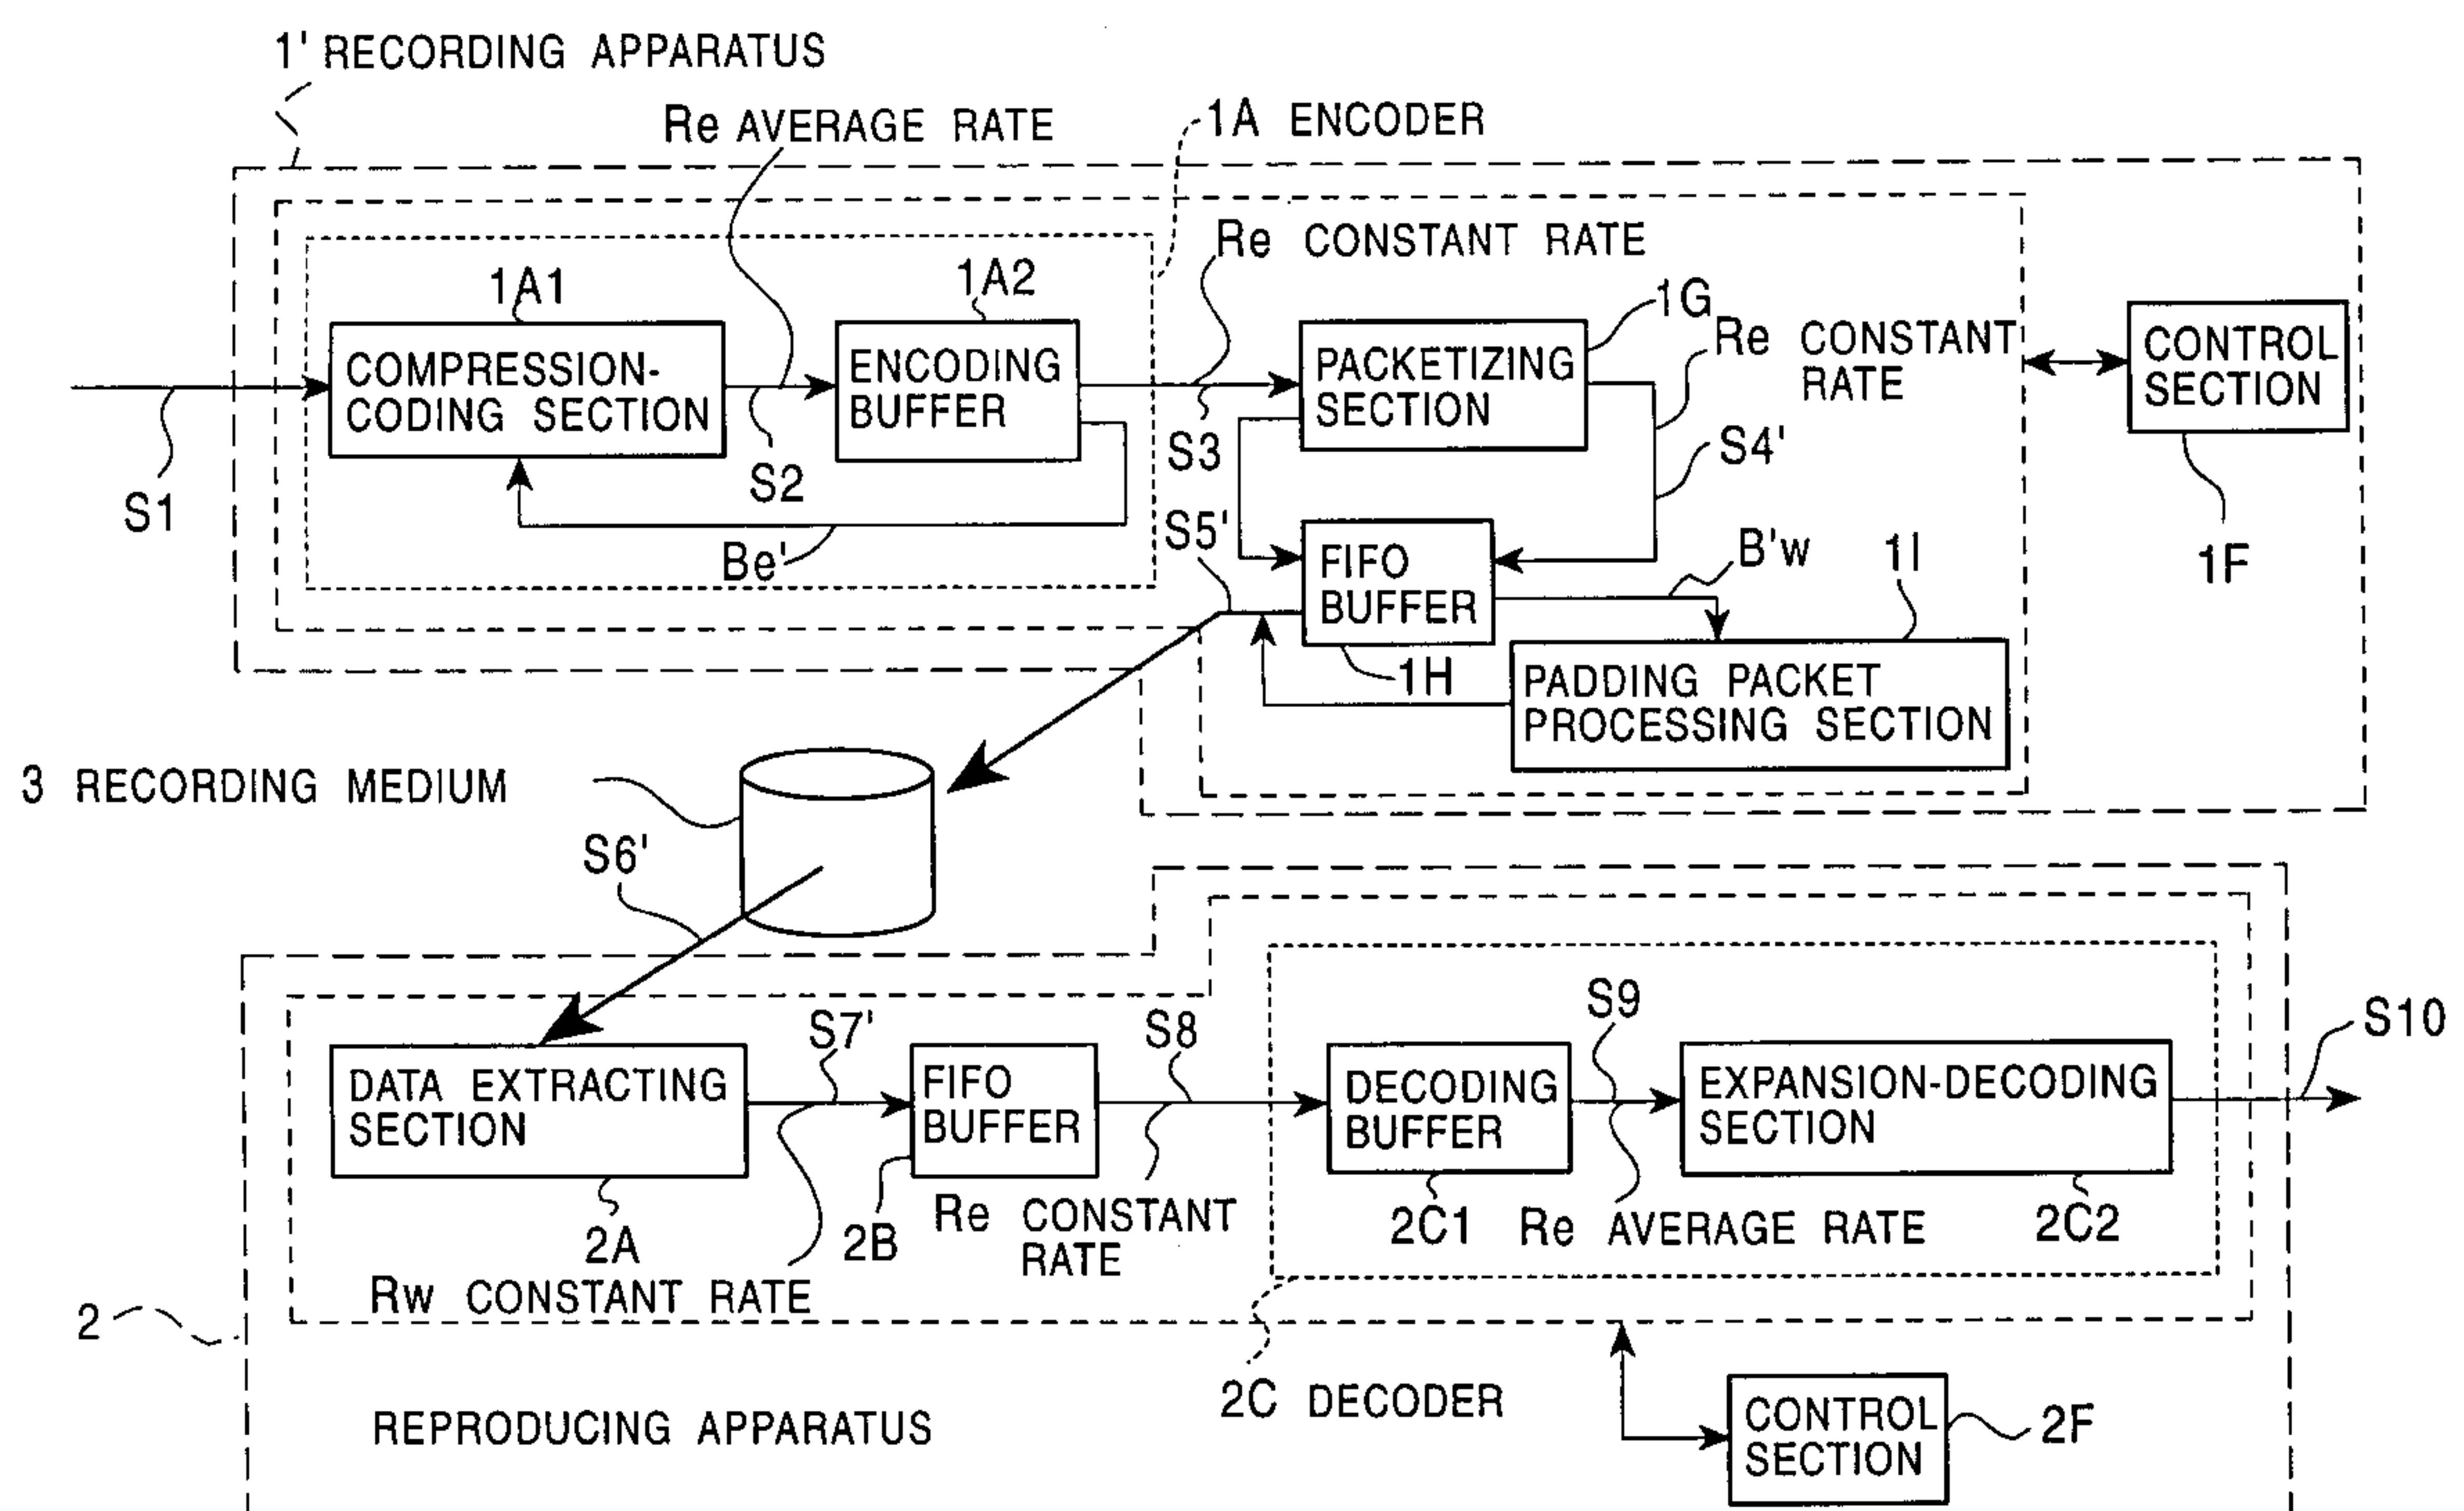 1' RECORDING APPARATUS
Re AVERAGE RATE
1A ENCODER
Re CONSTANT RATE
1A1
1A2
1G
COMPRESSION-
CODING SECTION
ENCODING
BUFFER
PACKETIZING
SECTION
Re CONSTANT
RATE
CONTROL
SECTION
S1
S2
S3
S4'
Be'
S5'
FIFO
BUFFER
B'w
1I
1F
1H
PADDING PACKET
PROCESSING SECTION
3 RECORDING MEDIUM
S6'
S7'
S8
S9
S10
DATA EXTRACTING
SECTION
FIFO
BUFFER
DECODING
BUFFER
EXPANSION-DECODING
SECTION
2A
2B
Re CONSTANT
RATE
2C1
Re AVERAGE RATE
2C2
Rw CONSTANT RATE
2
2C DECODER
REPRODUCING APPARATUS
CONTROL
SECTION
2F